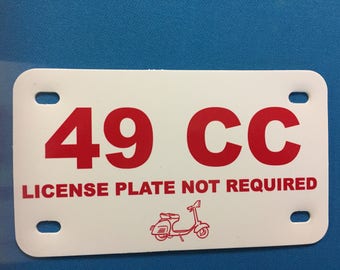 49 CC
LICENSE PLATE NOT REQUIRED